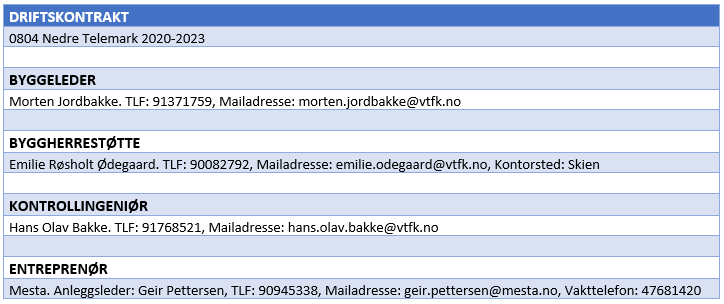 DRIFTSKONTRAKT
0804 Nedre Telemark 2020-2023
BYGGELEDER
Morten Jordbakke. TLF: 91371759, Mailadresse: morten.jordbakke@vtfk.no
BYGGHERRESTØTTE
Emilie Røsholt Ødegaard. TLF: 90082792, Mailadresse: emilie.odegaard@vtfk.no, Kontorsted: Skien
KONTROLLINGENIØR
Hans Olav Bakke. TLF: 91768521, Mailadresse: hans.olav.bakke@vtfk.no
ENTREPRENØR
Mesta. Anleggsleder: Geir Pettersen, TLF: 90945338, Mailadresse: geir.pettersen@mesta.no, Vakttelefon: 47681420